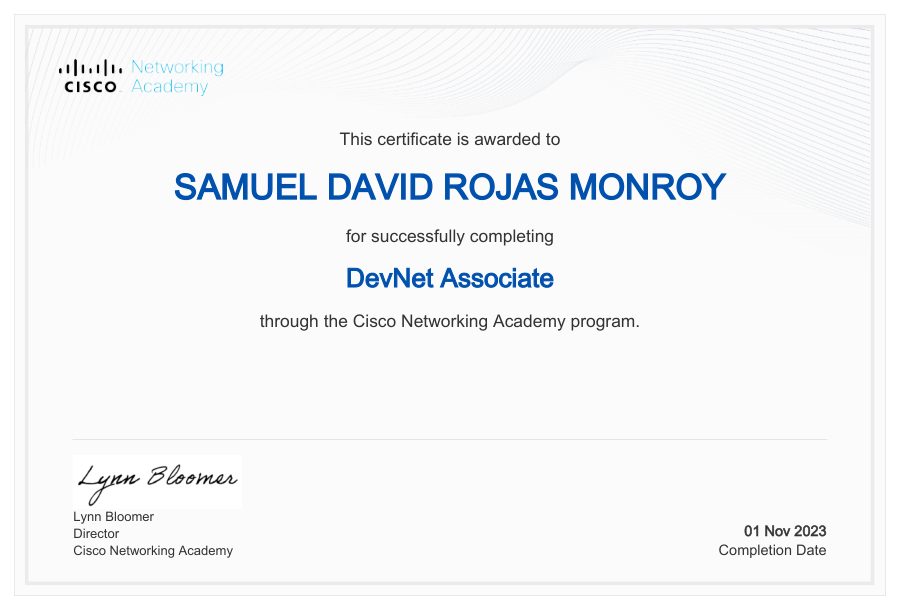 Networking
CISCO Academy
This certificate is awarded to
SAMUEL DAVID ROJAS MONROY
for successfully completing
DevNet Associate
through the Cisco Networking Academy program.
Lynn Bloomer
Lynn Bloomer
Director
Cisco Networking Academy
01 Nov 2023
Completion Date